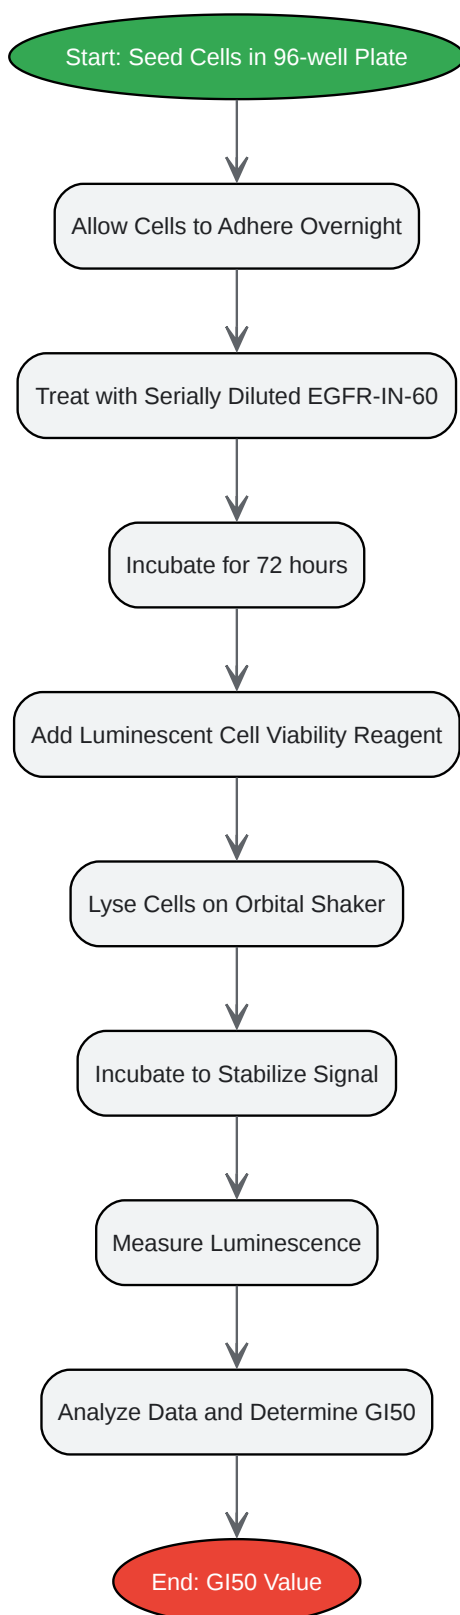 Start: Seed Cells in 96-well Plate
Allow Cells to Adhere Overnight
Treat with Serially Diluted EGFR-IN-60
Incubate for 72 hours
Add Luminescent Cell Viability Reagent
Lyse Cells on Orbital Shaker
Incubate to Stabilize Signal
Measure Luminescence
Analyze Data and Determine GI50
End: GI50 Value